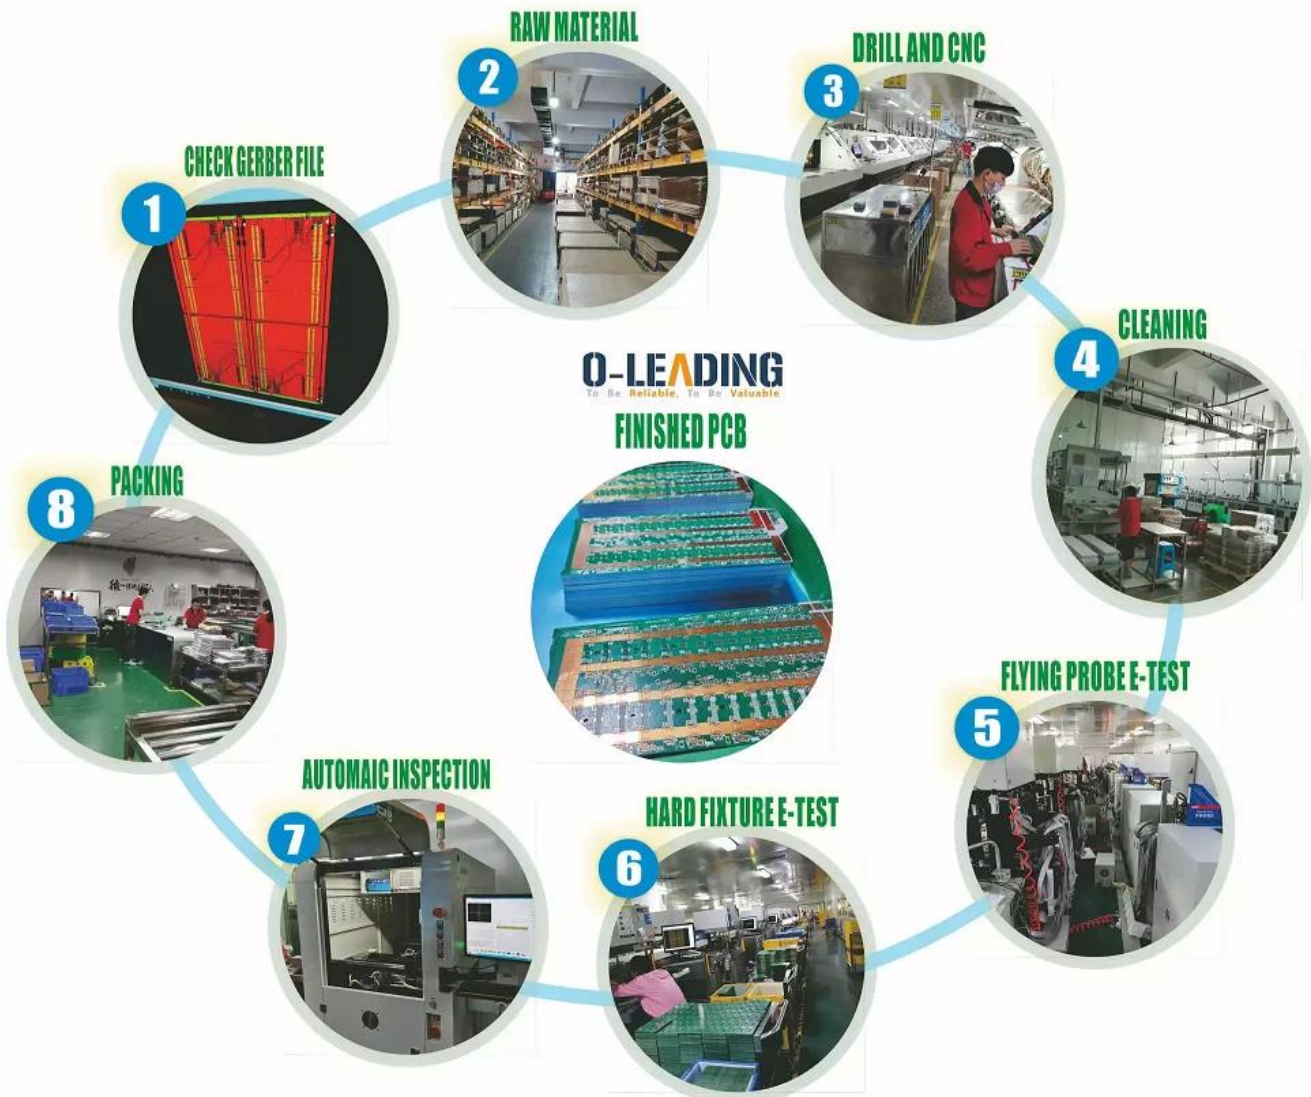 RAW MATERIAL
2
DRILL AND CNC
3
CHECK GERBER FILE
1
CLEANING
4
O-LEADING
To Be Reliable, To Be Valuable
FINISHED PCB
PACKING
8
FLYING PROBE E-TEST
5
AUTOMAIC INSPECTION
7
HARD FIXTURE E-TEST
6